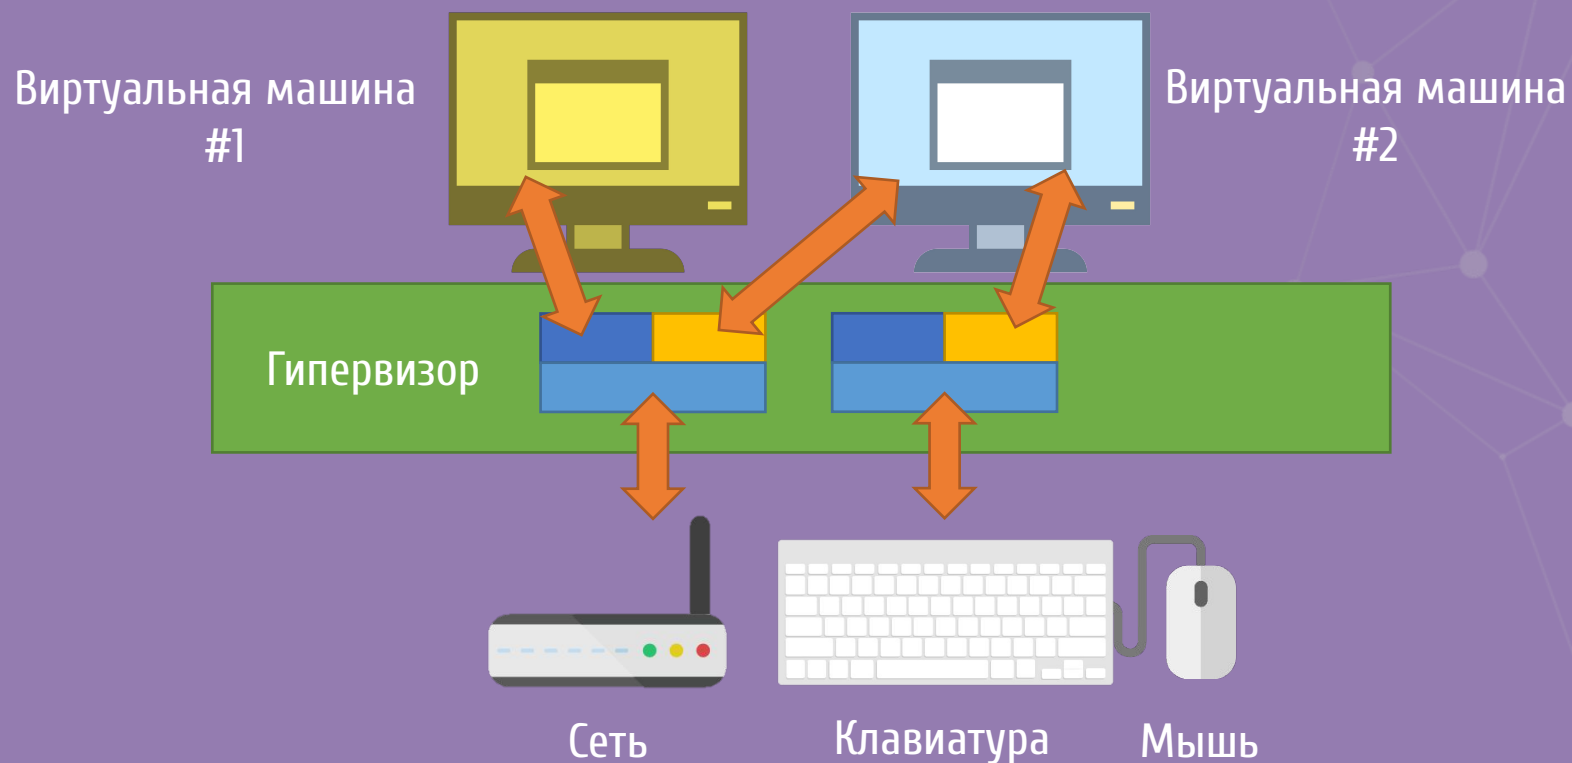 Виртуальная машина
#1
Виртуальная машина
#2
Гипервизор
Сеть
Клавиатура
Мышь